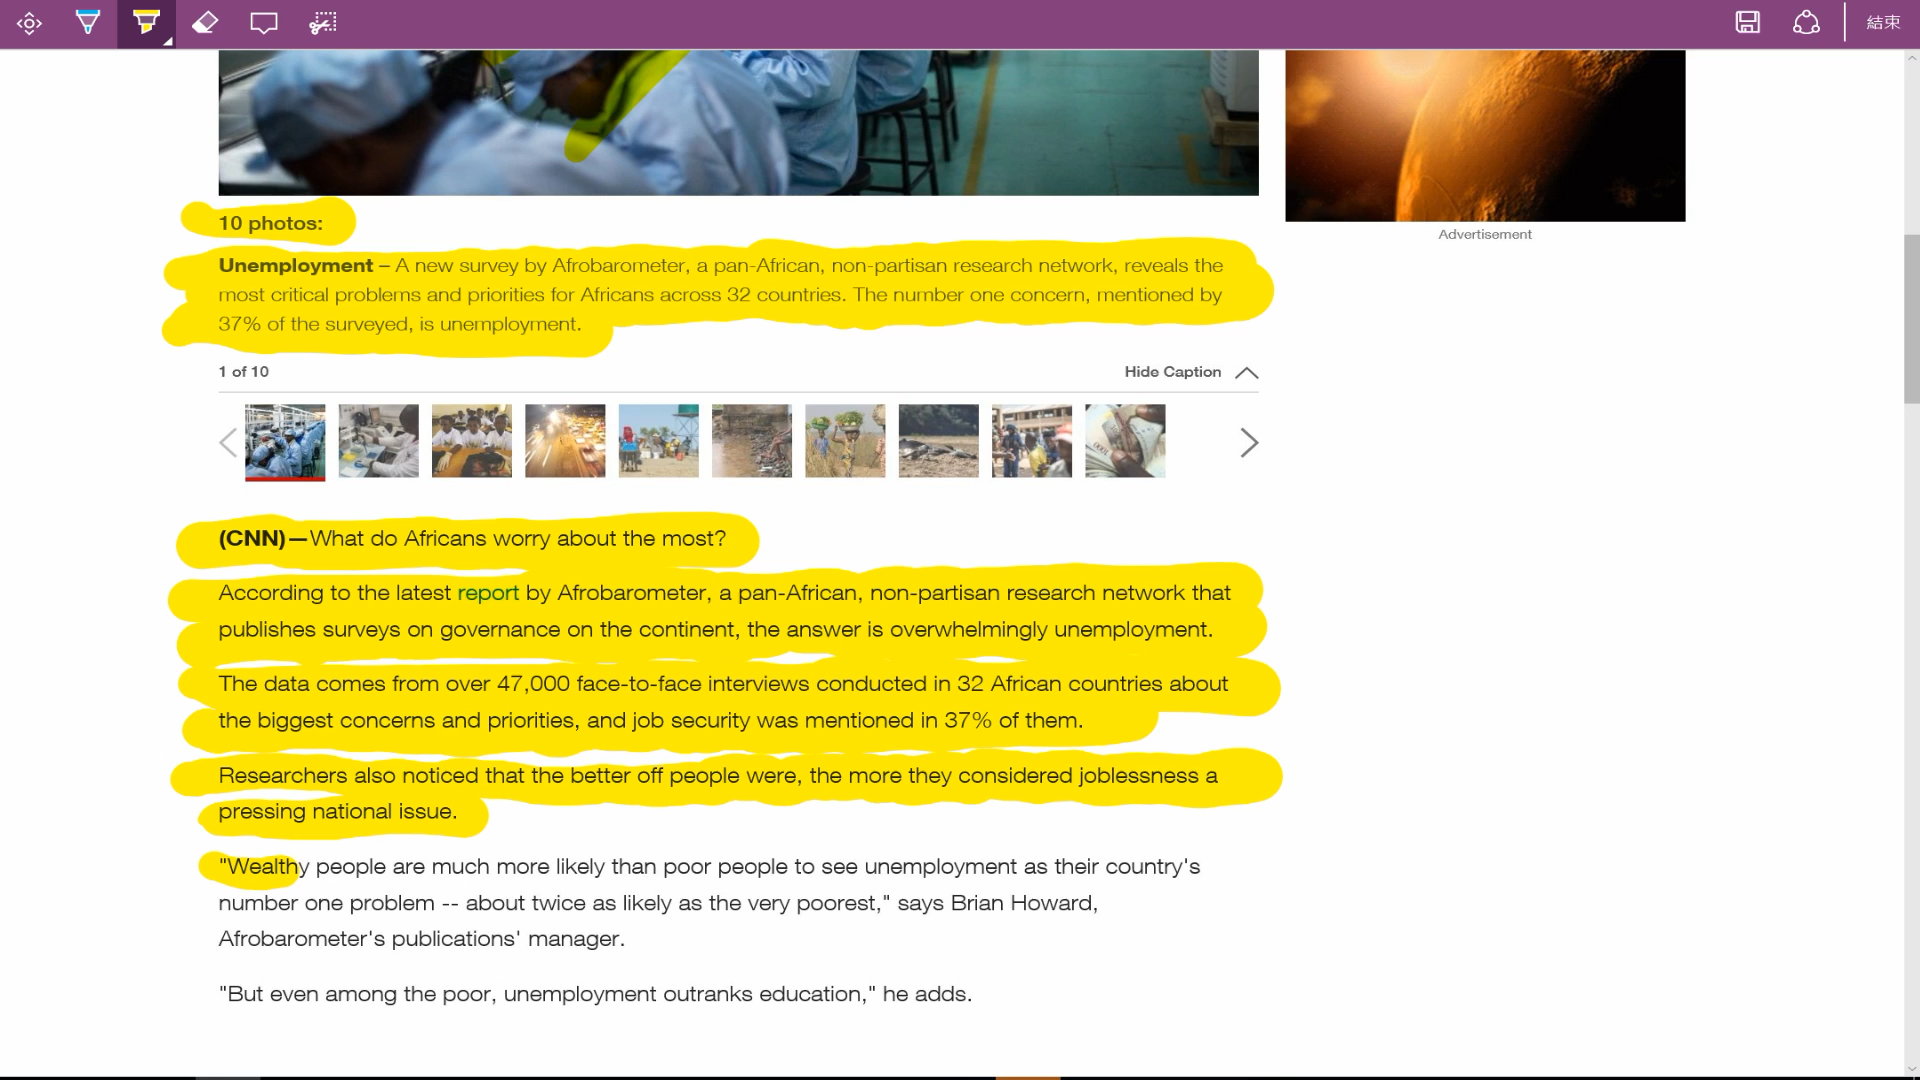 結束
Advertisement
10 photos:
Unemployment – A new survey by Afrobarometer, a pan-African, non-partisan research network, reveals the
most critical problems and priorities for Africans across 32 countries. The number one concern, mentioned by
37% of the surveyed, is unemployment.
1 of 10
Hide Caption
(CNN)—What do Africans worry about the most?
According to the latest report by Afrobarometer, a pan-African, non-partisan research network that
publishes surveys on governance on the continent, the answer is overwhelmingly unemployment.
The data comes from over 47,000 face-to-face interviews conducted in 32 African countries about
the biggest concerns and priorities, and job security was mentioned in 37% of them.
Researchers also noticed that the better off people were, the more they considered joblessness a
pressing national issue.
"Wealthy people are much more likely than poor people to see unemployment as their country's
number one problem -- about twice as likely as the very poorest," says Brian Howard,
Afrobarometer's publications' manager.
"But even among the poor, unemployment outranks education," he adds.